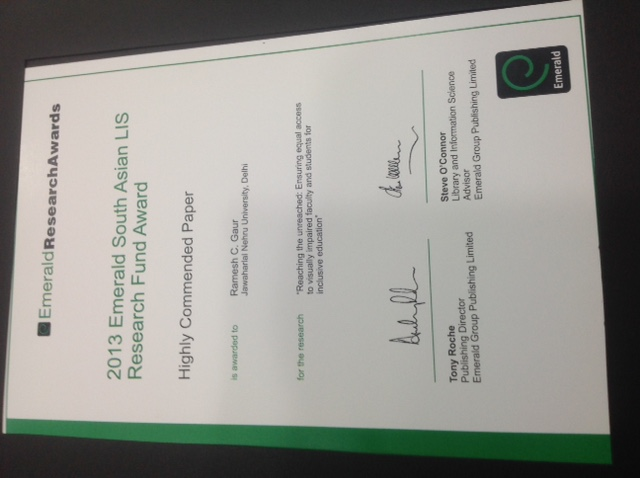 EmeraldResearchAwards
2013 Emerald South Asian LIS
Research Fund Award
Highly Commended Paper
is awarded to
Ramesh C. Gaur
Jawaharlal Nehru University, Delhi
for the research
"Reaching the unreached: Ensuring equal access
to visually impaired faculty and students for
inclusive education"
Tony Roche
Publishing Director
Emerald Group Publishing Limited
Steve O'Connor
Library and Information Science
Advisor
Emerald Group Publishing Limited
Emerald